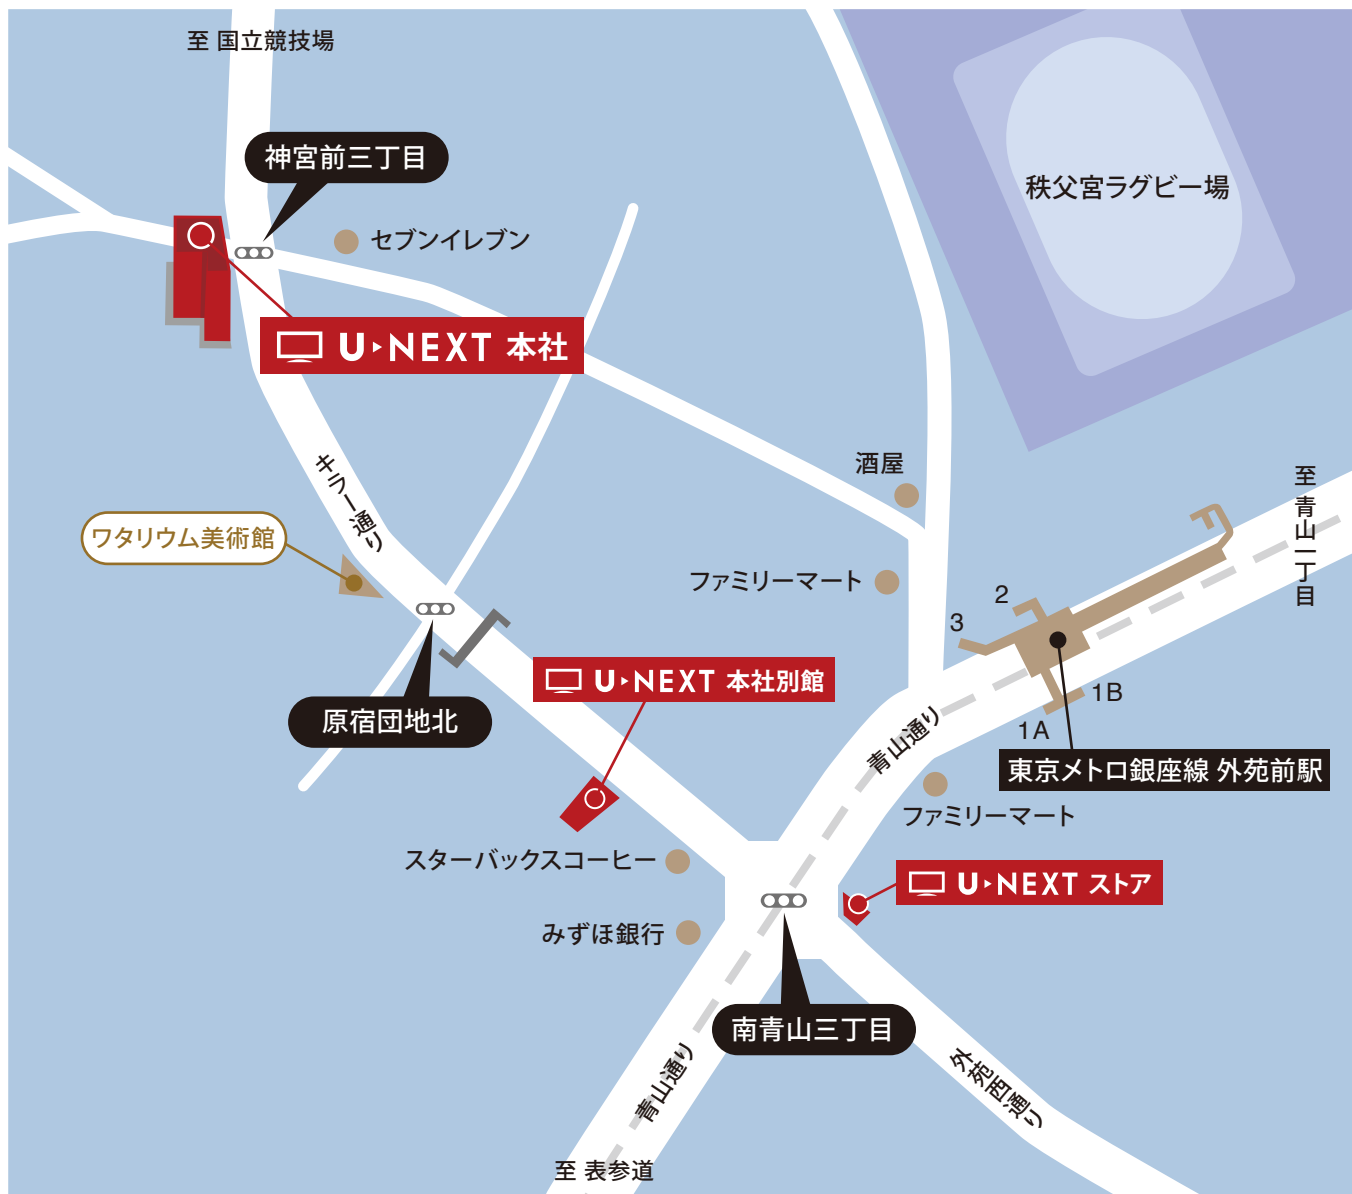 至 国立競技場
神宮前三丁目
セブンイレブン
秩父宮ラグビー場
U-NEXT 本社
キラー通り
酒屋
至 青山一丁目
ワタリウム美術館
ファミリーマート
2
3
1B
1A
U-NEXT 本社別館
原宿団地北
青山通り
東京メトロ銀座線 外苑前駅
ファミリーマート
スターバックスコーヒー
U-NEXT ストア
みずほ銀行
南青山三丁目
青山通り
外苑西通り
至 表参道